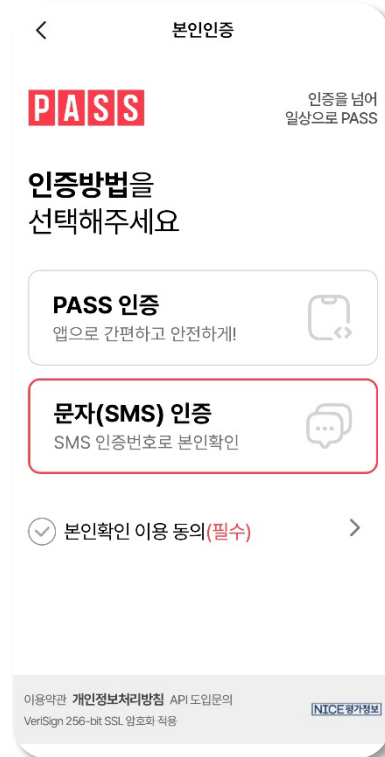 본인인증
PASS
인증을 넘어
일상으로 PASS
인증방법을
선택해주세요
PASS 인증
앱으로 간편하고 안전하게!
문자(SMS) 인증
SMS 인증번호로 본인확인
본인확인 이용 동의(필수)
이용약관 개인정보처리방침 API 도입문의
VeriSign 256-bit SSL 암호화 적용
NICE평가정보